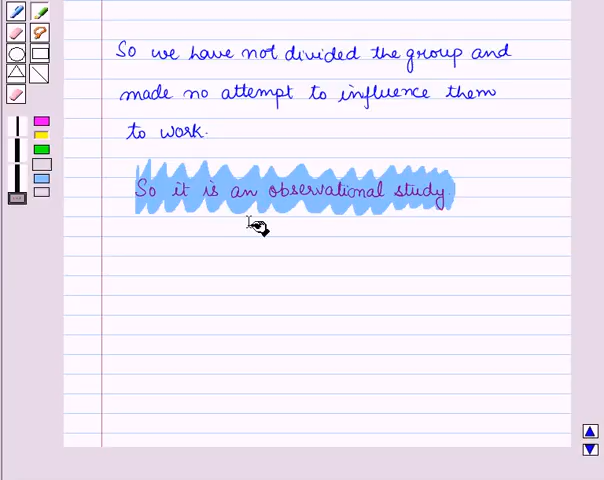 So we have not divided the group and
made no attempt to influence them
to work.
So it is an observational study.